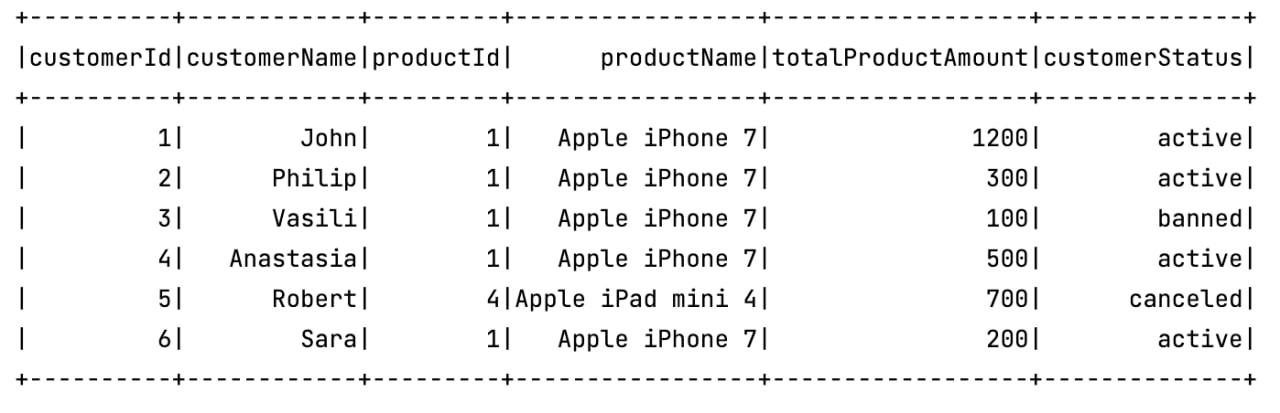 +----------+------------+---------+-----------------+------------------+--------------+
|customerId|customerName|productId|      productName|totalProductAmount|customerStatus|
+----------+------------+---------+-----------------+------------------+--------------+
|         1|        John|        1|   Apple iPhone 7|              1200|        active|
|         2|      Philip|        1|   Apple iPhone 7|               300|        active|
|         3|      Vasili|        1|   Apple iPhone 7|               100|        banned|
|         4|   Anastasia|        1|   Apple iPhone 7|               500|        active|
|         5|      Robert|        4|Apple iPad mini 4|               700|      canceled|
|         6|        Sara|        1|   Apple iPhone 7|               200|        active|
+----------+------------+---------+-----------------+------------------+--------------+